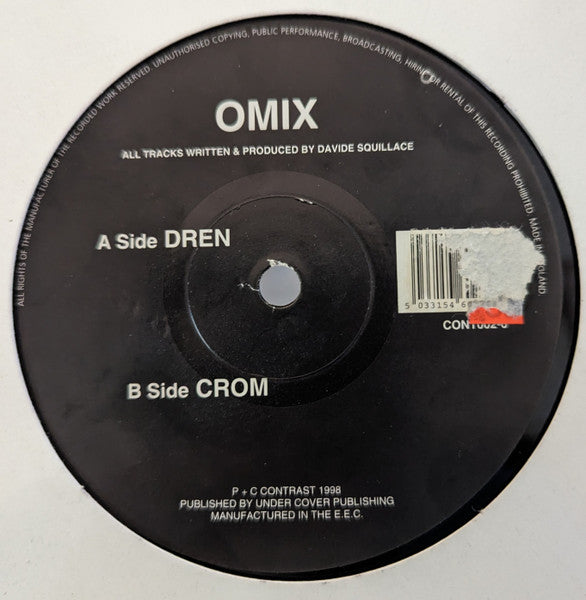 ALL RIGHTS OF THE MANUFACTURER OF THE RECORDED WORK RESERVED. UNAUTHORISED COPYING, PUBLIC PERFORMANCE, BROADCASTING, HIRING OR RENTAL OF THIS RECORDING PROHIBITED. MADE IN
OMIX
ALL TRACKS WRITTEN & PRODUCED BY DAVIDE SQUILLACE
A Side DREN
5 033154
B Side CROM
P + C CONTRAST 1998
PUBLISHED BY UNDER COVER PUBLISHING
MANUFACTURED IN THE E.E.C.